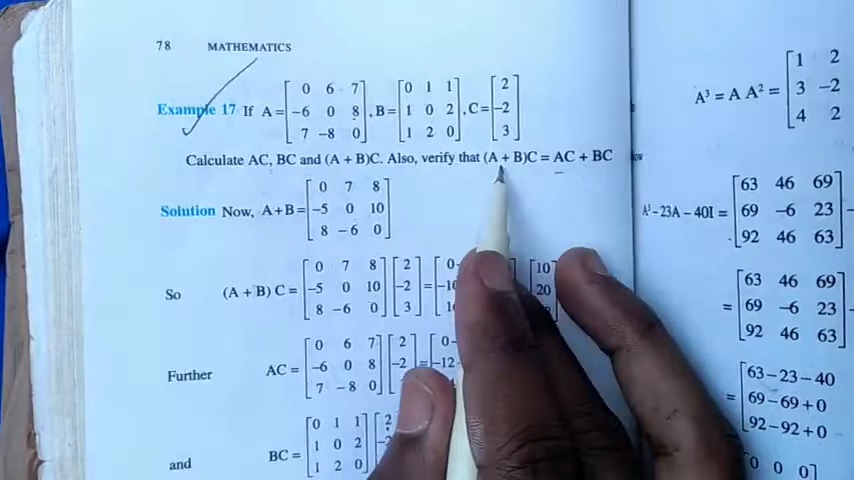 78 MATHEMATICS
Example 17 If A = [0 6 7; -6 0 8; 7 -8 0], B = [0 1 1; 1 0 2; 1 2 0], C = [2; -2; 3]
Calculate AC, BC and (A + B)C. Also, verify that (A + B)C = AC + BC
Solution Now, A+B = [0 7 8; -5 0 10; 8 -6 0]
So (A + B) C = [0 7 8; -5 0 10; 8 -6 0] [2; -2; 3] =
Further AC = [0 6 7; -6 0 8; 7 -8 0] [2; -2; 3] =
and BC = [0 1 1; 1 0 2; 1 2 0]
A³ = A A² = [1 2; 3 -2; 4 2
A³-23A-40I = [63 46 69; 69 -6 23; 92 46 63]
= [63 46 69; 69 -6 23; 92 46 63]
= [63-23-40; 69-69+0; 92-92+0
[0 0 0]